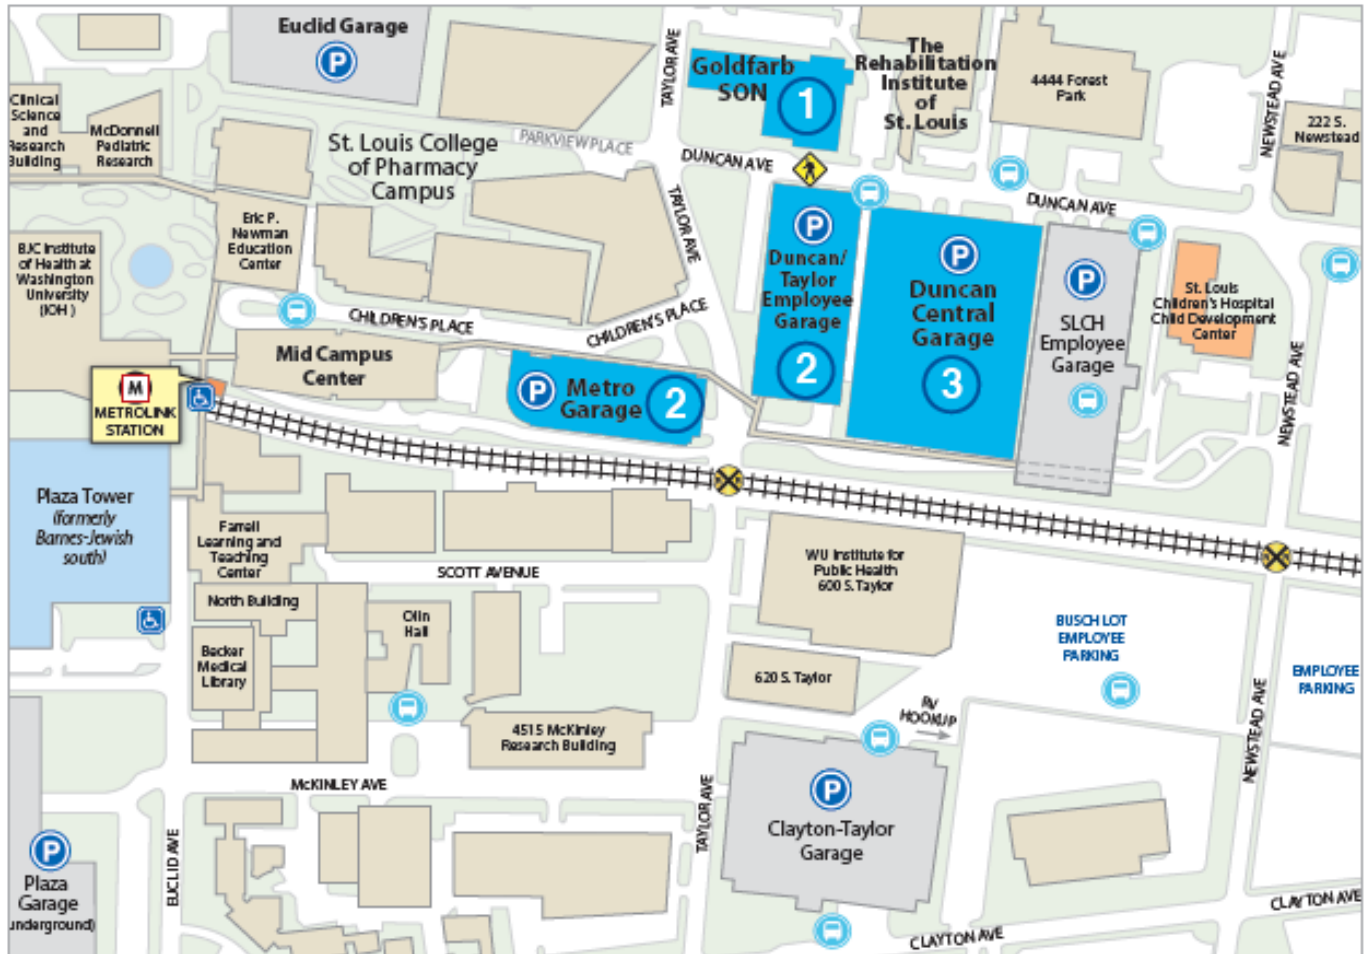 Euclid Garage
P
TAYLOR AVE
Goldfarb
SON
1
The
Rehabilitation
Institute
of
St. Louis
4444 Forest
Park
NEWSTEAD AVE
222 S.
Newstead
Clinical
Science
and
Research
Building
McDonnell
Pediatric
Research
St. Louis College
of Pharmacy
Campus
PARKVIEW PLACE
DUNCAN AVE
TAYLOR AVE
DUNCAN AVE
Eric P.
Newman
Education
Center
BJC Institute
of Health at
Washington
University
(IOH )
P
Duncan/
Taylor
Employee
Garage
2
P
Duncan
Central
Garage
3
P
SLCH
Employee
Garage
St. Louis
Children's Hospital
Child Development
Center
CHILDREN'S PLACE
CHILDREN'S PLACE
Mid Campus
Center
P
Metro
Garage
2
NEWSTEAD AVE
M
METROLINK
STATION
Plaza Tower
(formerly
Barnes-Jewish
south)
Farrell
Learning and
Teaching
Center
SCOTT AVENUE
WU Institute for
Public Health
600 S. Taylor
North Building
Olin
Hall
Becker
Medical
Library
620 S. Taylor
BUSCH LOT
EMPLOYEE
PARKING
EMPLOYEE
PARKING
RV
HOOKUP
4515 McKinley
Research Building
NEWSTEAD AVE
McKINLEY AVE
TAYLOR AVE
P
Clayton-Taylor
Garage
EUCLID AVE
P
Plaza
Garage
underground)
CLAYTON AVE
CLAYTON AVE